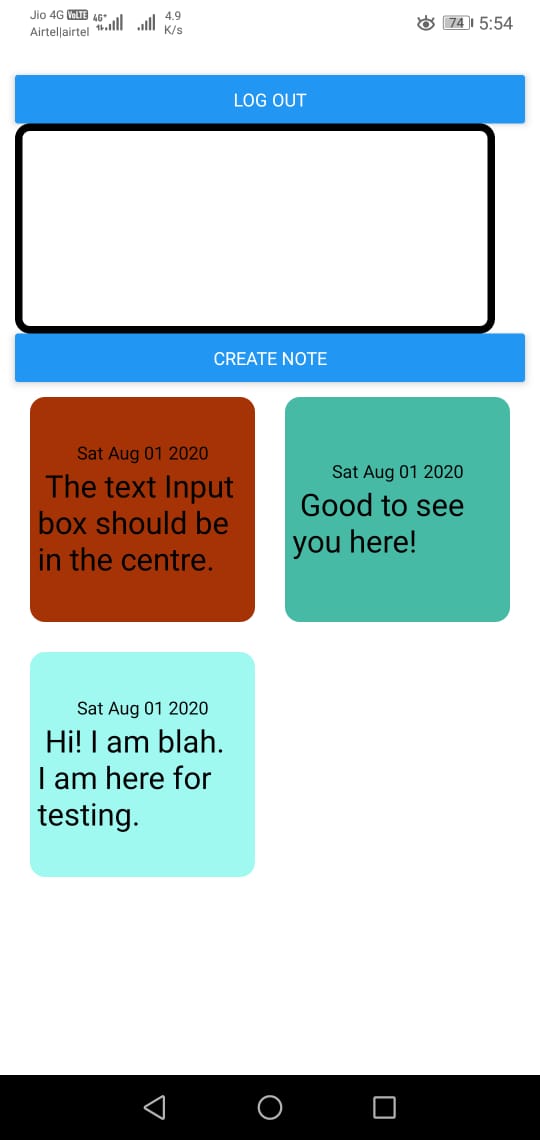 Jio 4G VoLTE 4G+ 4.9 K/s 74 5:54
Airtel|airtel
LOG OUT
CREATE NOTE
Sat Aug 01 2020
The text Input
box should be
in the centre.
Sat Aug 01 2020
Good to see
you here!
Sat Aug 01 2020
Hi! I am blah.
I am here for
testing.